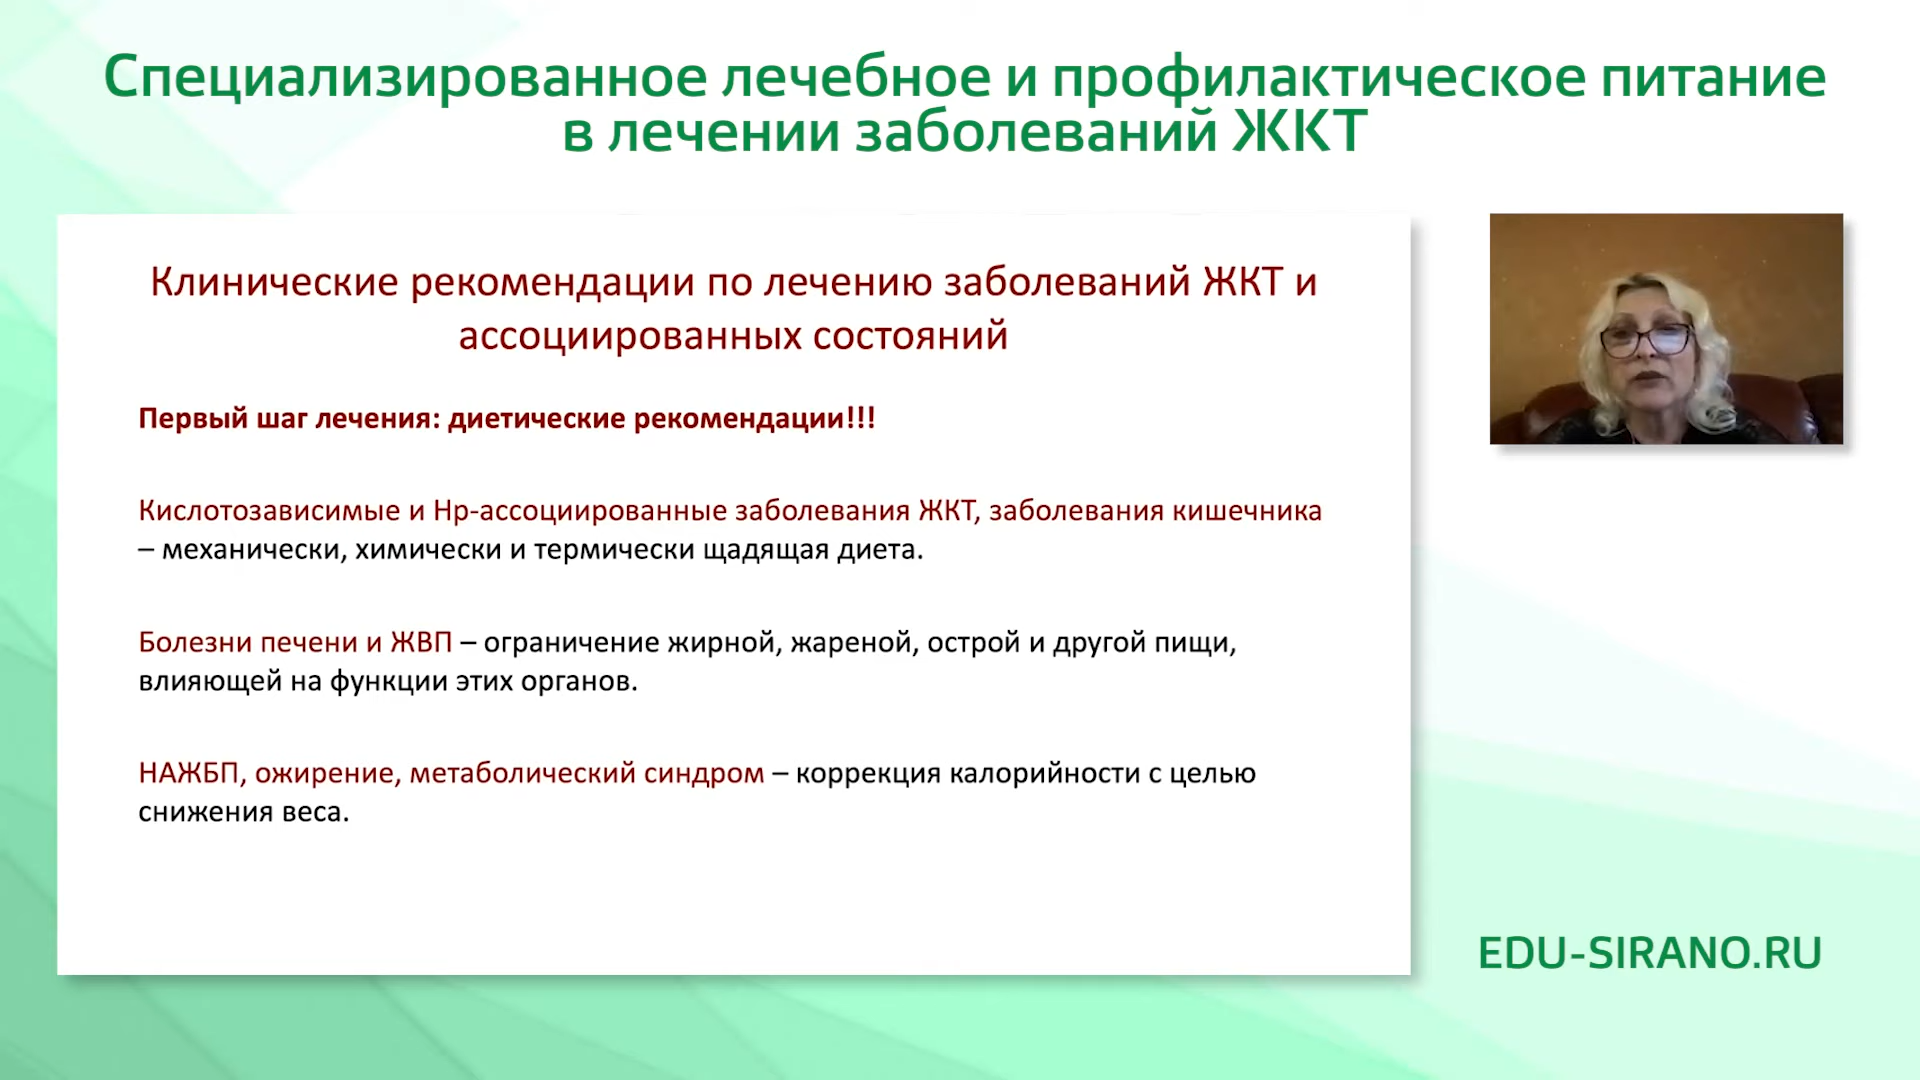 Специализированное лечебное и профилактическое питание
в лечении заболеваний ЖКТ
Клинические рекомендации по лечению заболеваний ЖКТ и
ассоциированных состояний
Первый шаг лечения: диетические рекомендации!!!
Кислотозависимые и Нр-ассоциированные заболевания ЖКТ, заболевания кишечника
– механически, химически и термически щадящая диета.
Болезни печени и ЖВП – ограничение жирной, жареной, острой и другой пищи,
влияющей на функции этих органов.
НАЖБП, ожирение, метаболический синдром – коррекция калорийности с целью
снижения веса.
EDU-SIRANO.RU